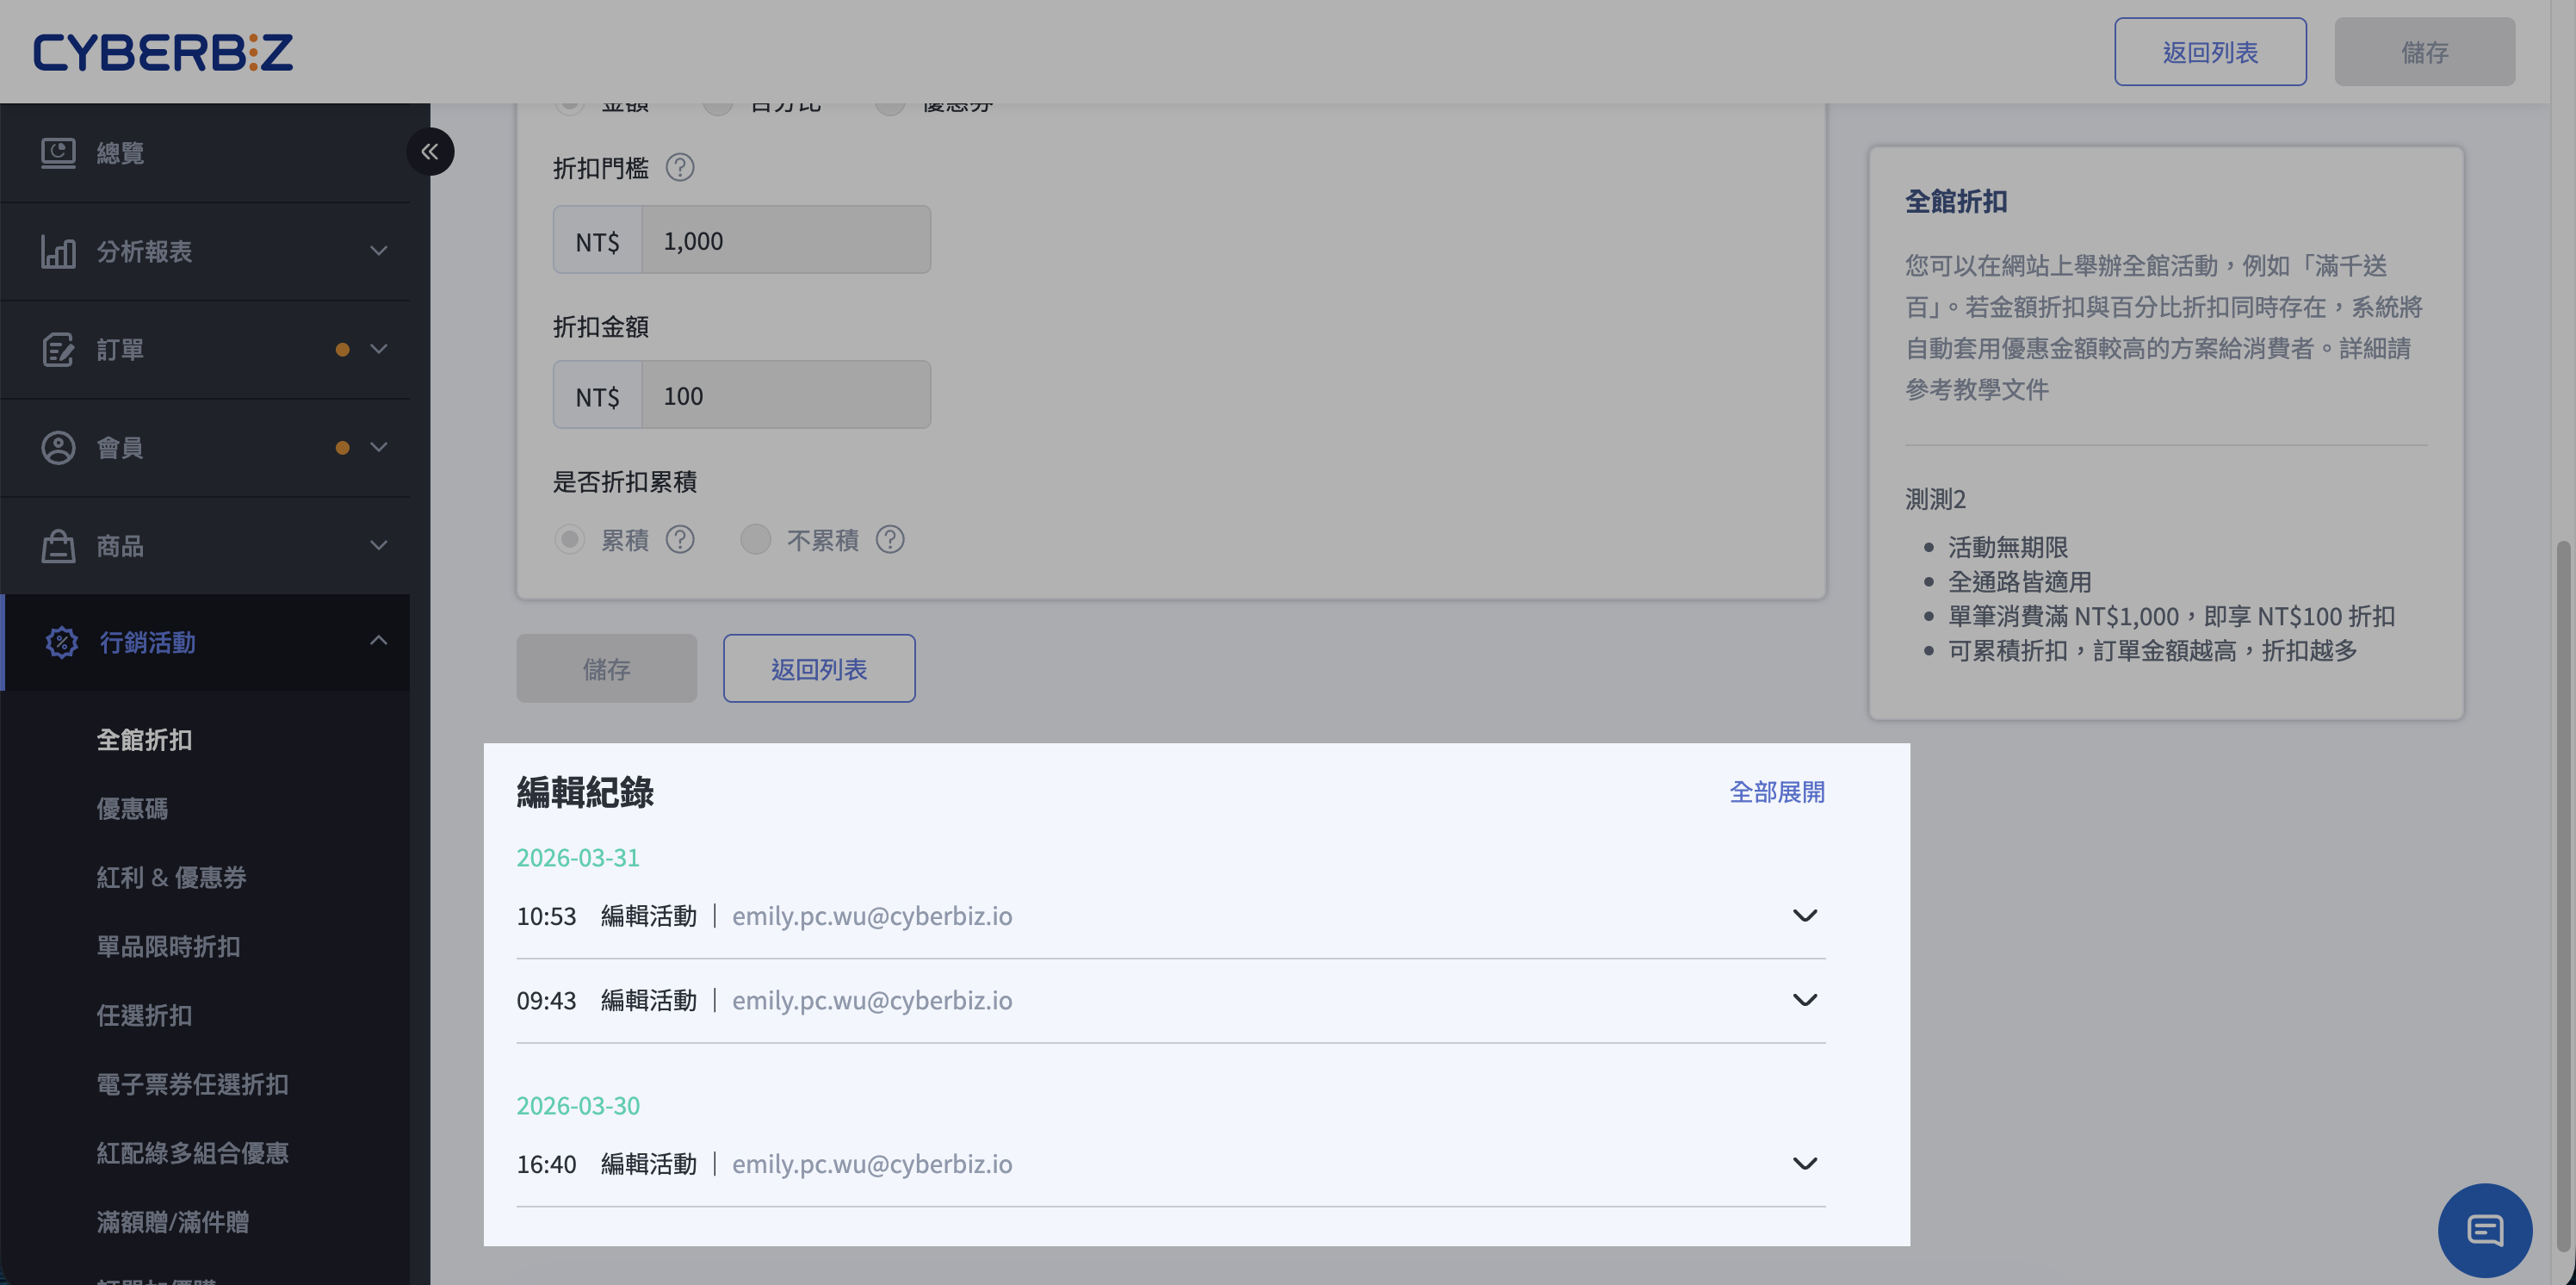 CYBERBIZ
返回列表
儲存
總覽
分析報表
訂單
會員
商品
行銷活動
全館折扣
優惠碼
紅利 & 優惠券
單品限時折扣
任選折扣
電子票券任選折扣
紅配綠多組合優惠
滿額贈/滿件贈
金額 百分比 優惠券
折扣門檻
NT$ 1,000
折扣金額
NT$ 100
是否折扣累積
累積 不累積
儲存 返回列表
編輯紀錄 全部展開
2026-03-31
10:53 編輯活動 | emily.pc.wu@cyberbiz.io
09:43 編輯活動 | emily.pc.wu@cyberbiz.io
2026-03-30
16:40 編輯活動 | emily.pc.wu@cyberbiz.io
全館折扣
您可以在網站上舉辦全館活動，例如「滿千送
百」。若金額折扣與百分比折扣同時存在，系統將
自動套用優惠金額較高的方案給消費者。詳細請
參考教學文件
測測2
活動無期限
全通路皆適用
單筆消費滿 NT$1,000，即享 NT$100 折扣
可累積折扣，訂單金額越高，折扣越多